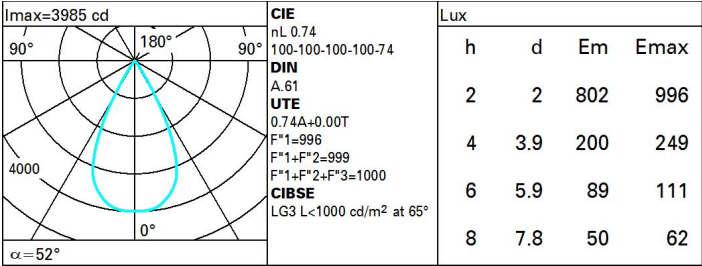 Imax=3985 cd
90° 180° 90°
4000
0°
α=52°
CIE
nL 0.74
100-100-100-100-74
DIN
A.61
UTE
0.74A+0.00T
F"1=996
F"1+F"2=999
F"1+F"2+F"3=1000
CIBSE
LG3 L<1000 cd/m² at 65°
Lux
h d Em Emax
2 2 802 996
4 3.9 200 249
6 5.9 89 111
8 7.8 50 62